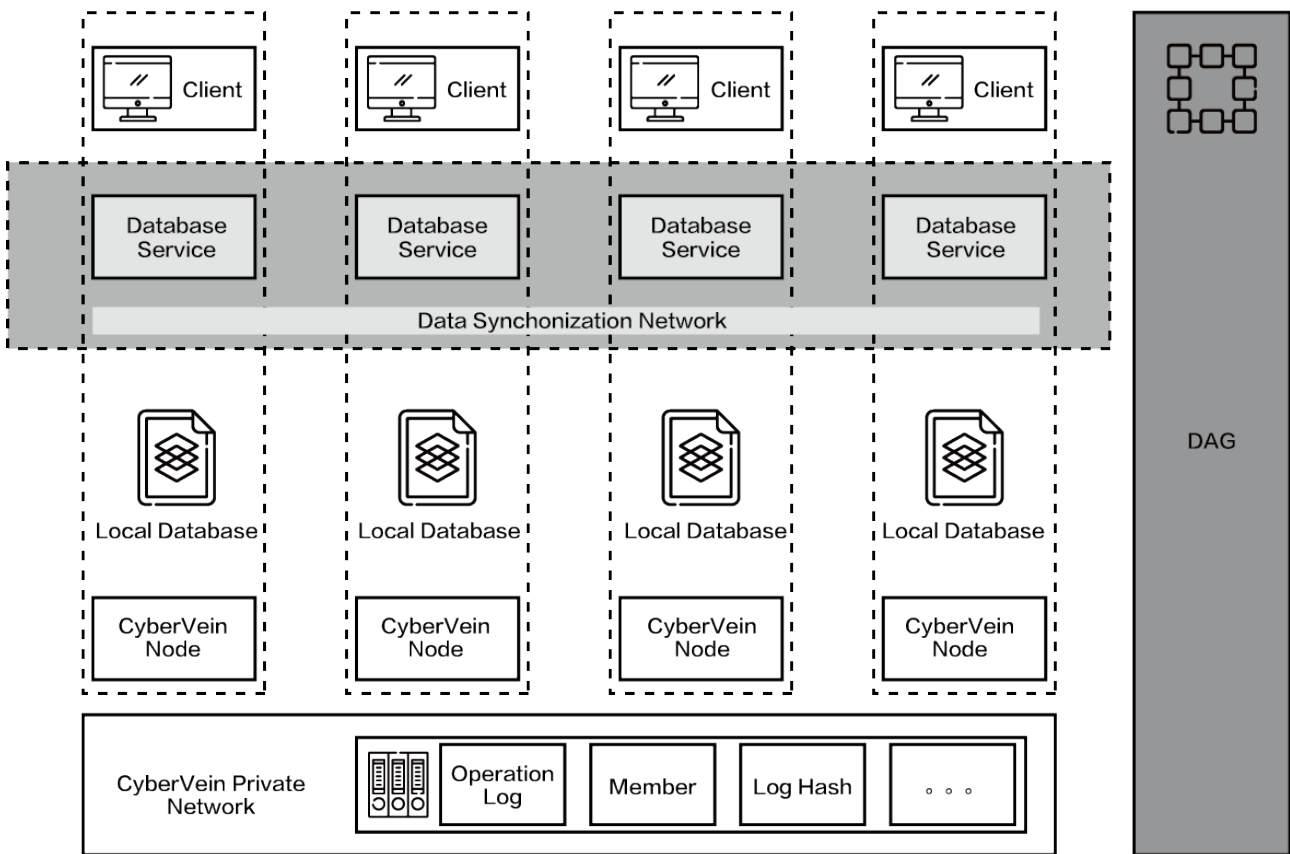 Client
Client
Client
Client
Database
Service
Database
Service
Database
Service
Database
Service
Data Synchonization Network
Local Database
Local Database
Local Database
Local Database
DAG
CyberVein
Node
CyberVein
Node
CyberVein
Node
CyberVein
Node
CyberVein Private
Network
Operation
Log
Member
Log Hash
。。。